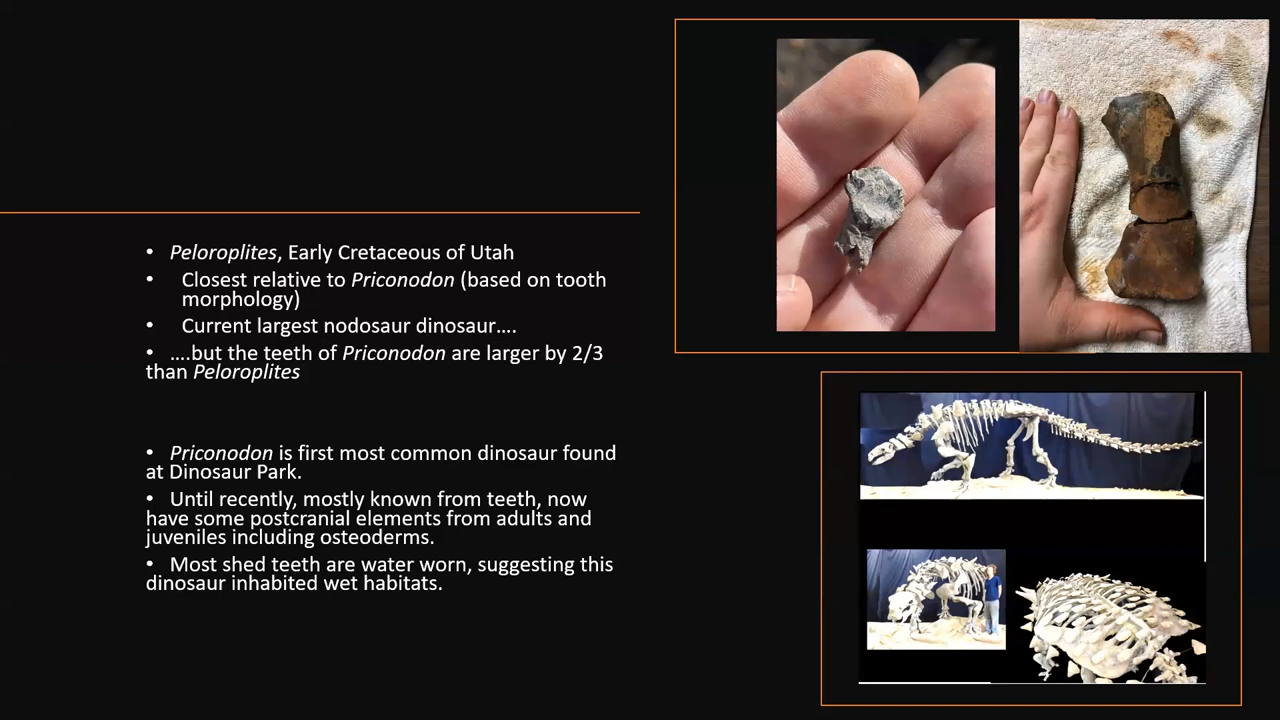 • Peloroplites, Early Cretaceous of Utah
• Closest relative to Priconodon (based on tooth
morphology)
• Current largest nodosaur dinosaur....
• ....but the teeth of Priconodon are larger by 2/3
than Peloroplites
• Priconodon is first most common dinosaur found
at Dinosaur Park.
• Until recently, mostly known from teeth, now
have some postcranial elements from adults and
juveniles including osteoderms.
• Most shed teeth are water worn, suggesting this
dinosaur inhabited wet habitats.